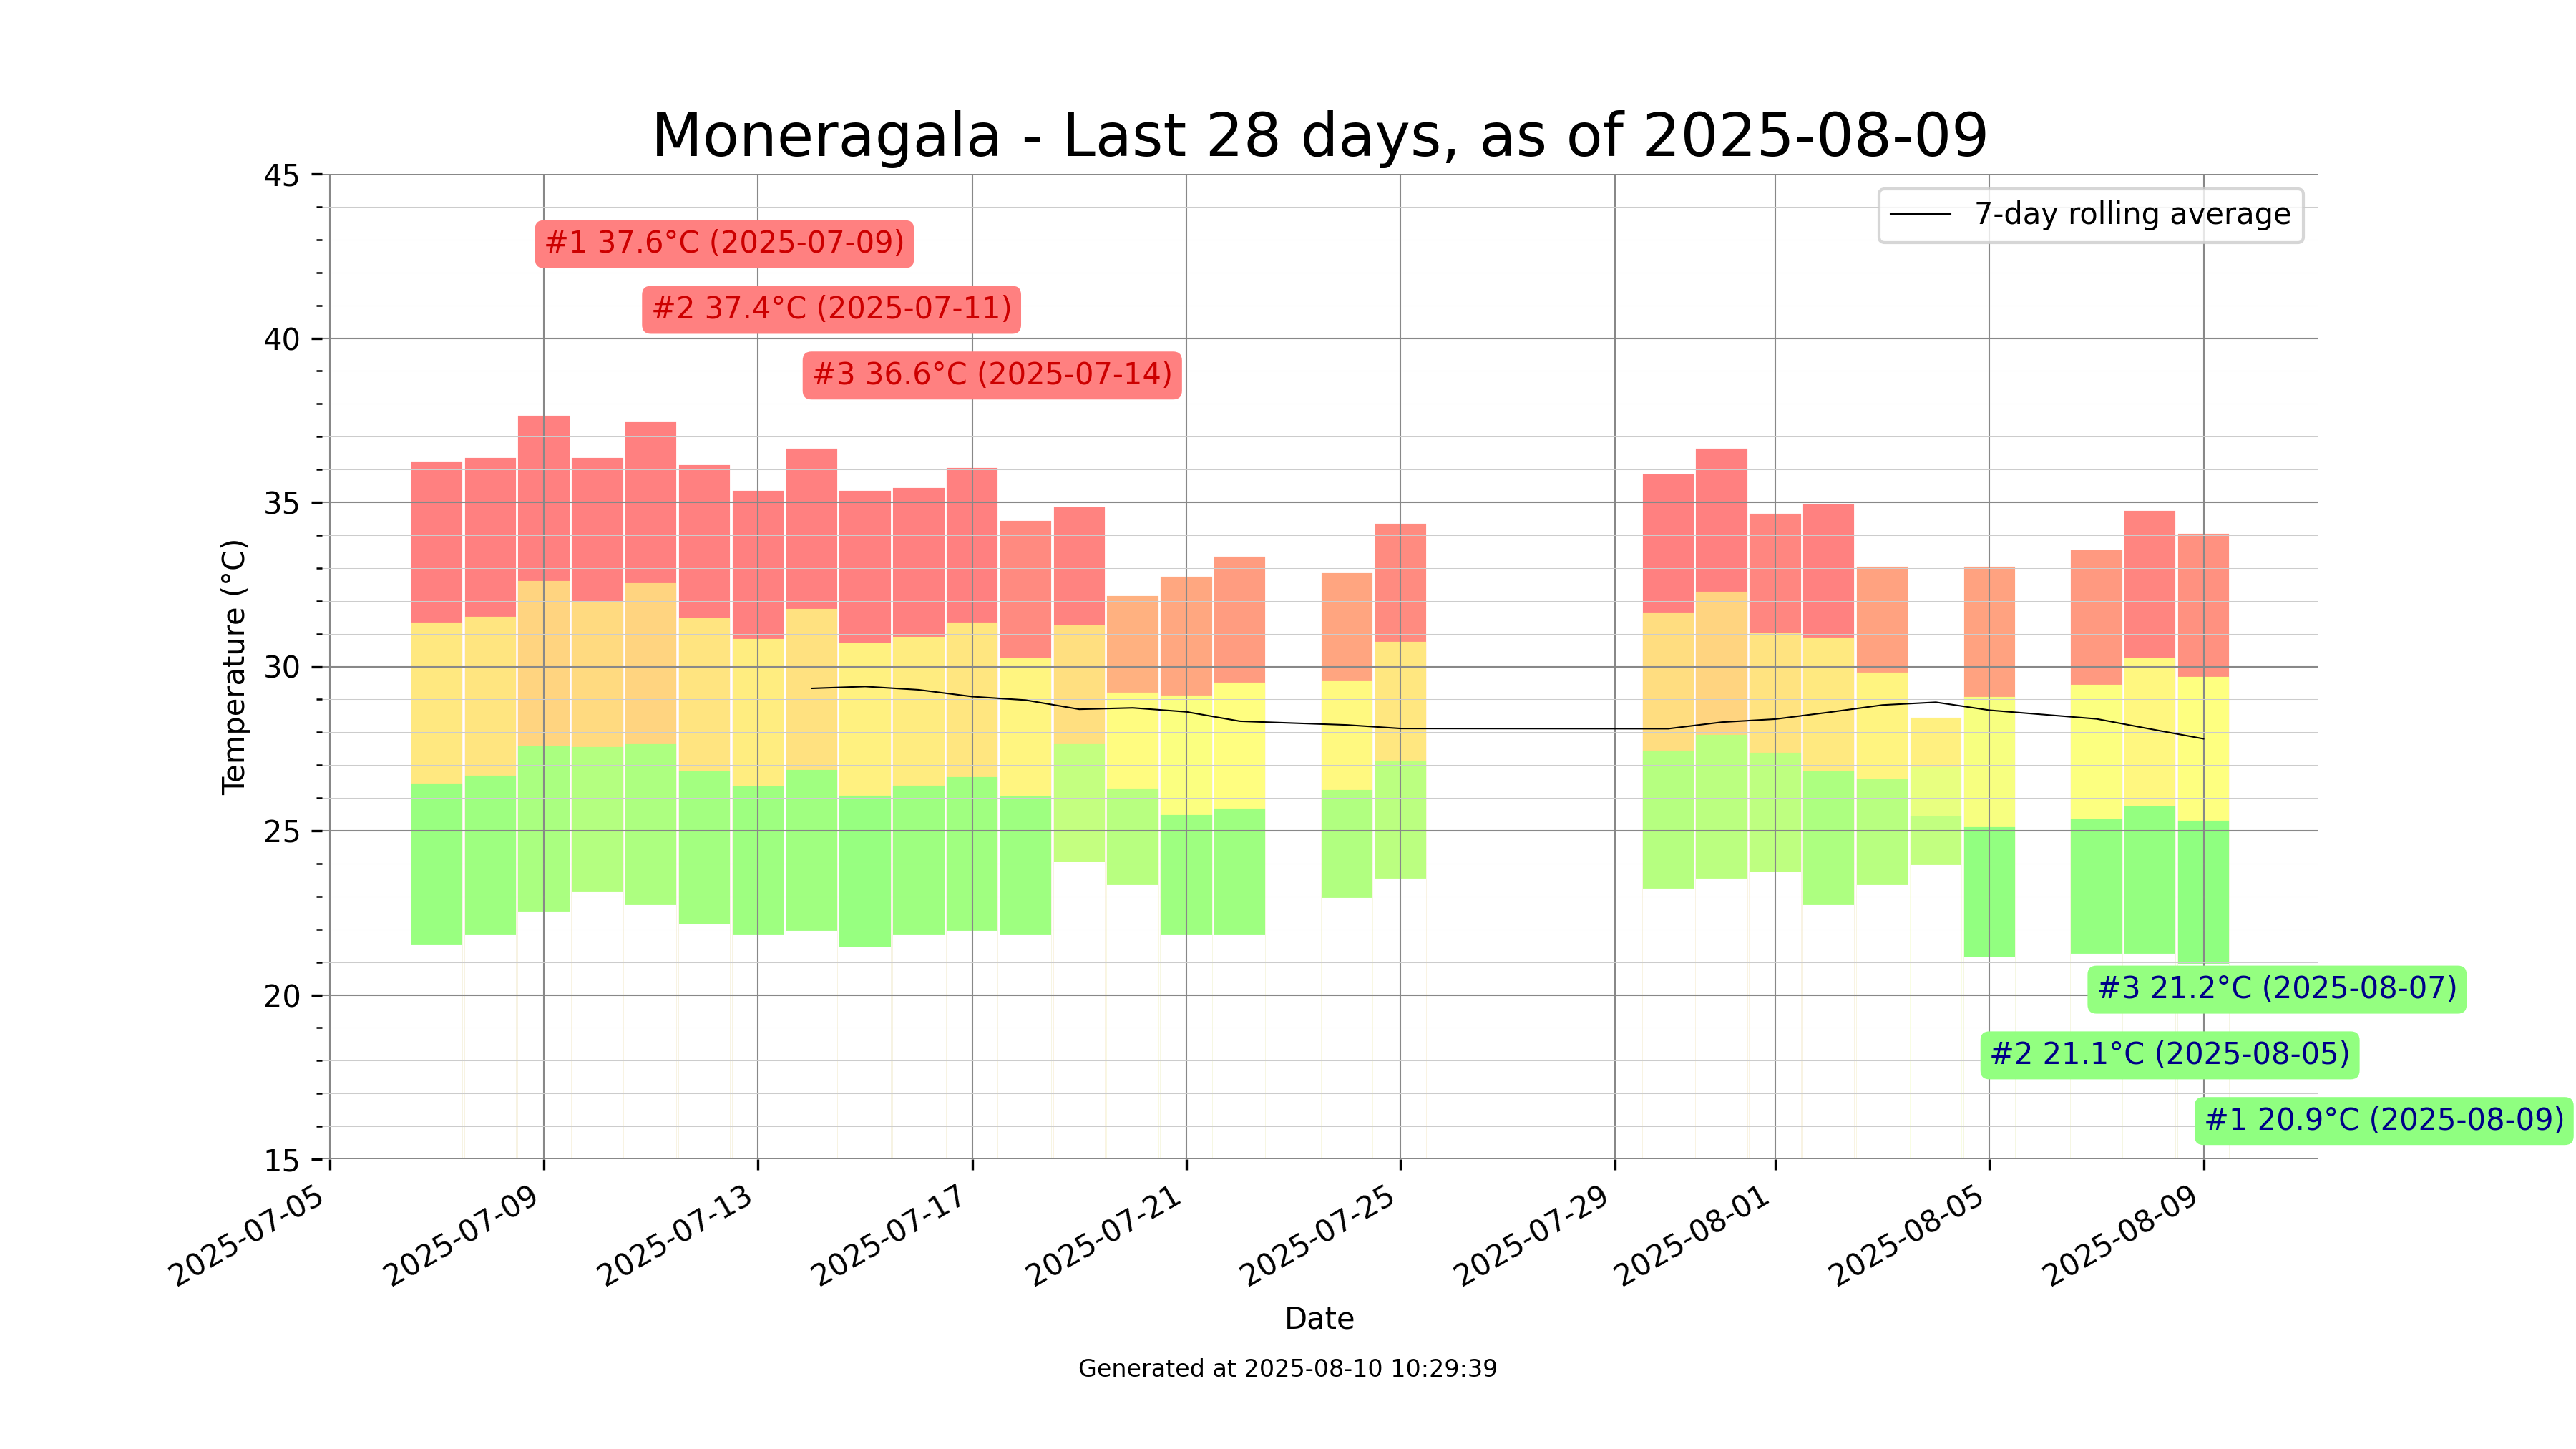 Moneragala - Last 28 days, as of 2025-08-09
7-day rolling average
#1 37.6°C (2025-07-09)
#2 37.4°C (2025-07-11)
#3 36.6°C (2025-07-14)
45
40
35
30
25
20
15
Temperature (°C)
#3 21.2°C (2025-08-07)
#2 21.1°C (2025-08-05)
#1 20.9°C (2025-08-09)
2025-07-05
2025-07-09
2025-07-13
2025-07-17
2025-07-21
2025-07-25
2025-07-29
2025-08-01
2025-08-05
2025-08-09
Date
Generated at 2025-08-10 10:29:39